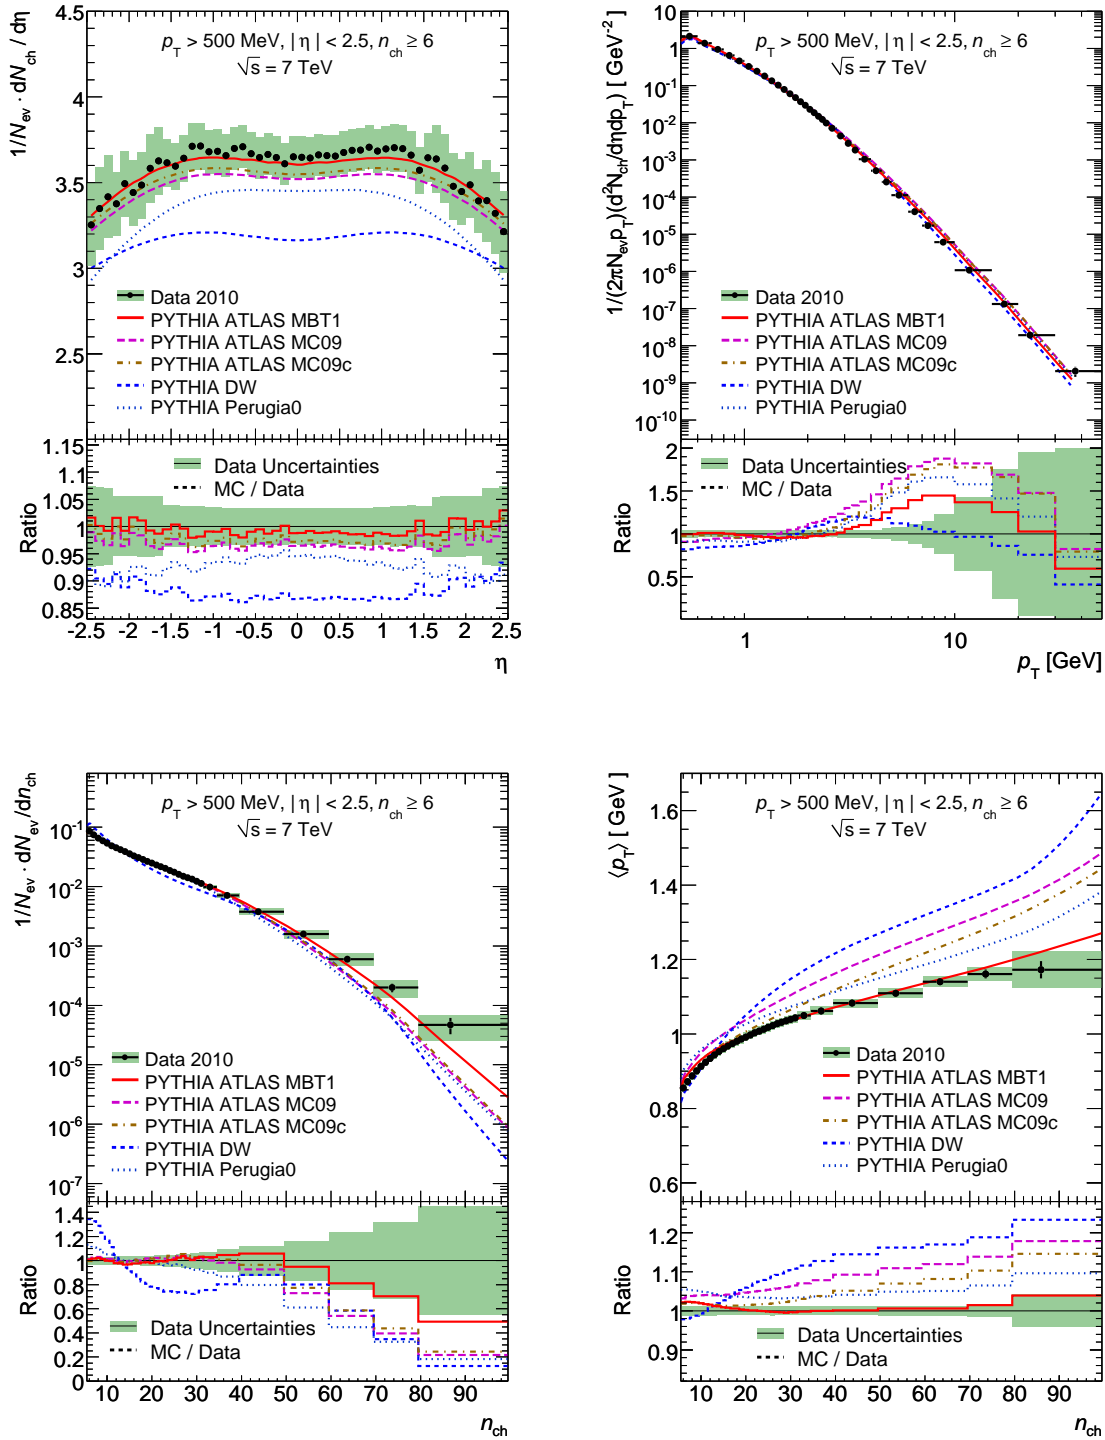 1/N_ev · dN_ch / dη
p_T > 500 MeV, | η | < 2.5, n_ch ≥ 6
√s = 7 TeV
4.5
4
3.5
3
2.5
Data 2010
PYTHIA ATLAS MBT1
PYTHIA ATLAS MC09
PYTHIA ATLAS MC09c
PYTHIA DW
PYTHIA Perugia0
Ratio
1.15
1.1
1.05
1
0.95
0.9
0.85
Data Uncertainties
MC / Data
-2.5 -2 -1.5 -1 -0.5 0 0.5 1 1.5 2 2.5
η
1/(2πN_ev p_T)(d²N_ch/dηdp_T) [ GeV⁻² ]
p_T > 500 MeV, | η | < 2.5, n_ch ≥ 6
√s = 7 TeV
10
1
10⁻¹
10⁻²
10⁻³
10⁻⁴
10⁻⁵
10⁻⁶
10⁻⁷
10⁻⁸
10⁻⁹
10⁻¹⁰
Data 2010
PYTHIA ATLAS MBT1
PYTHIA ATLAS MC09
PYTHIA ATLAS MC09c
PYTHIA DW
PYTHIA Perugia0
Ratio
2
1.5
1
0.5
Data Uncertainties
MC / Data
1 10
p_T [GeV]
1/N_ev · dN_ev/dn_ch
p_T > 500 MeV, | η | < 2.5, n_ch ≥ 6
√s = 7 TeV
10⁻¹
10⁻²
10⁻³
10⁻⁴
10⁻⁵
10⁻⁶
10⁻⁷
Data 2010
PYTHIA ATLAS MBT1
PYTHIA ATLAS MC09
PYTHIA ATLAS MC09c
PYTHIA DW
PYTHIA Perugia0
Ratio
1.4
1.2
1
0.8
0.6
0.4
0.2
0
Data Uncertainties
MC / Data
10 20 30 40 50 60 70 80 90
n_ch
⟨p_T⟩ [ GeV ]
p_T > 500 MeV, | η | < 2.5, n_ch ≥ 6
√s = 7 TeV
1.6
1.4
1.2
1
0.8
0.6
Data 2010
PYTHIA ATLAS MBT1
PYTHIA ATLAS MC09
PYTHIA ATLAS MC09c
PYTHIA DW
PYTHIA Perugia0
Ratio
1.2
1.1
1
0.9
Data Uncertainties
MC / Data
10 20 30 40 50 60 70 80 90
n_ch